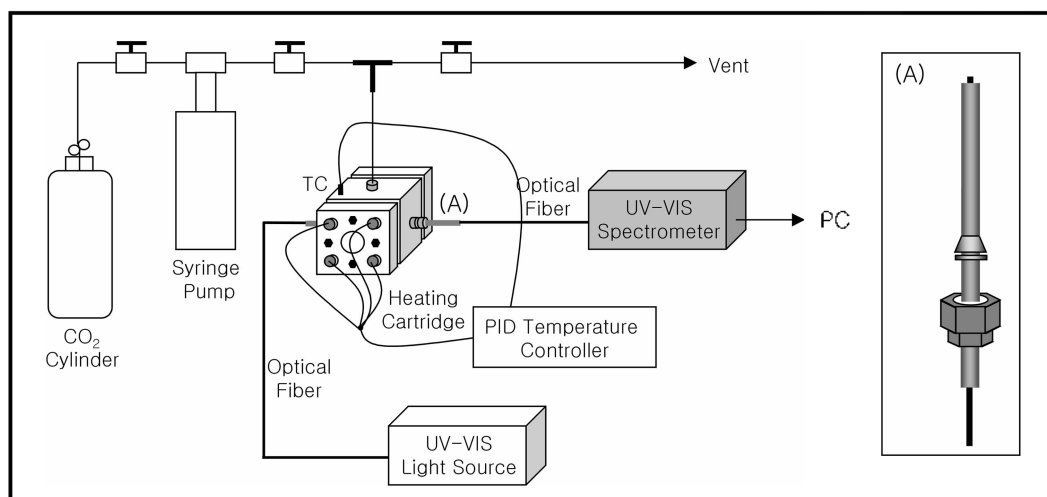 (A)
Vent
TC
(A)
Optical
Fiber
UV-VIS
Spectrometer
PC
Syringe
Pump
Heating
Cartridge
PID Temperature
Controller
CO2
Cylinder
Optical
Fiber
UV-VIS
Light Source